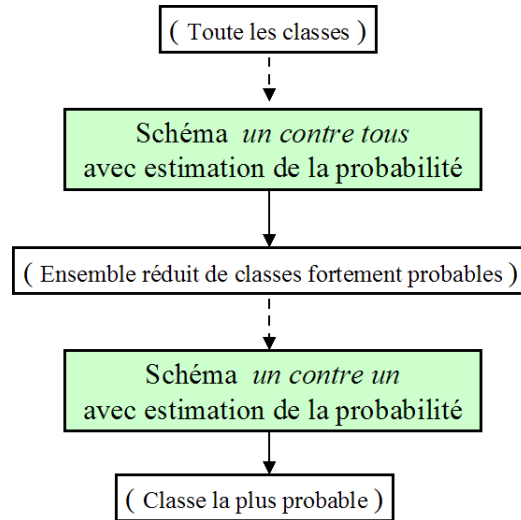 ( Toute les classes )
Schéma un contre tous
avec estimation de la probabilité
( Ensemble réduit de classes fortement probables )
Schéma un contre un
avec estimation de la probabilité
( Classe la plus probable )